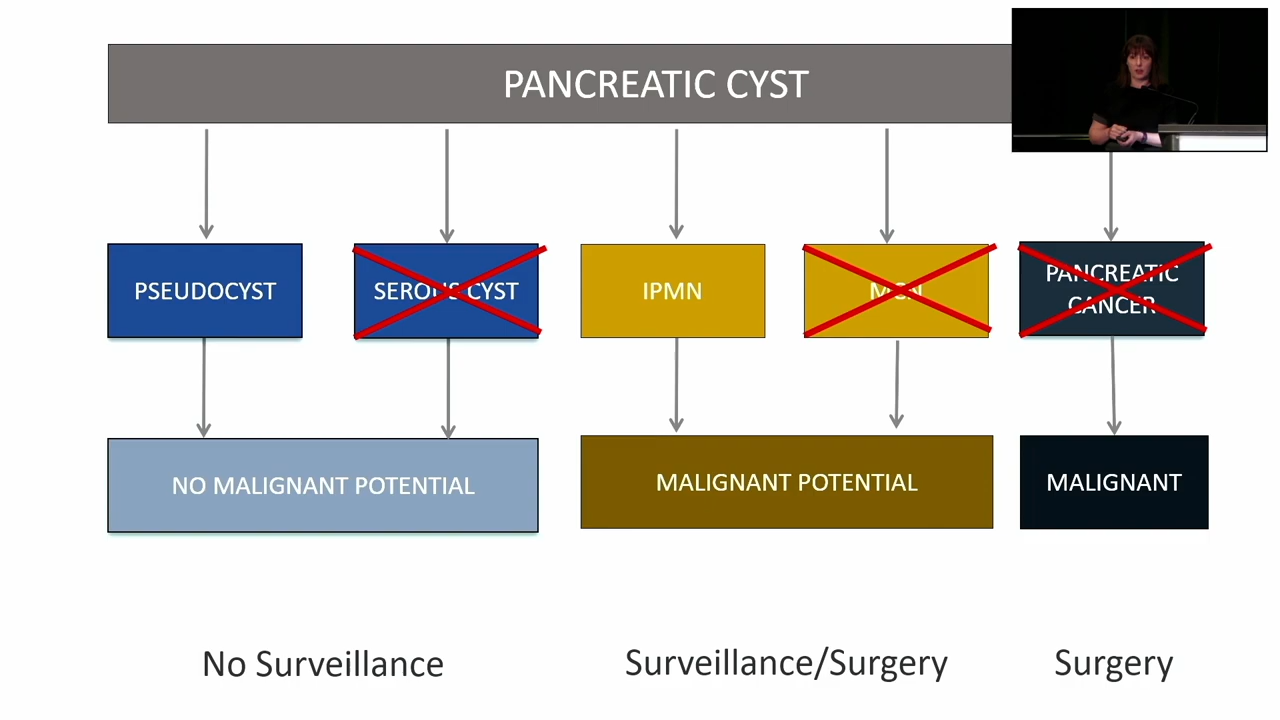 PANCREATIC CYST
PSEUDOCYST
SEROUS CYST
IPMN
MCN
PANCREATIC
CANCER
NO MALIGNANT POTENTIAL
MALIGNANT POTENTIAL
MALIGNANT
No Surveillance
Surveillance/Surgery
Surgery